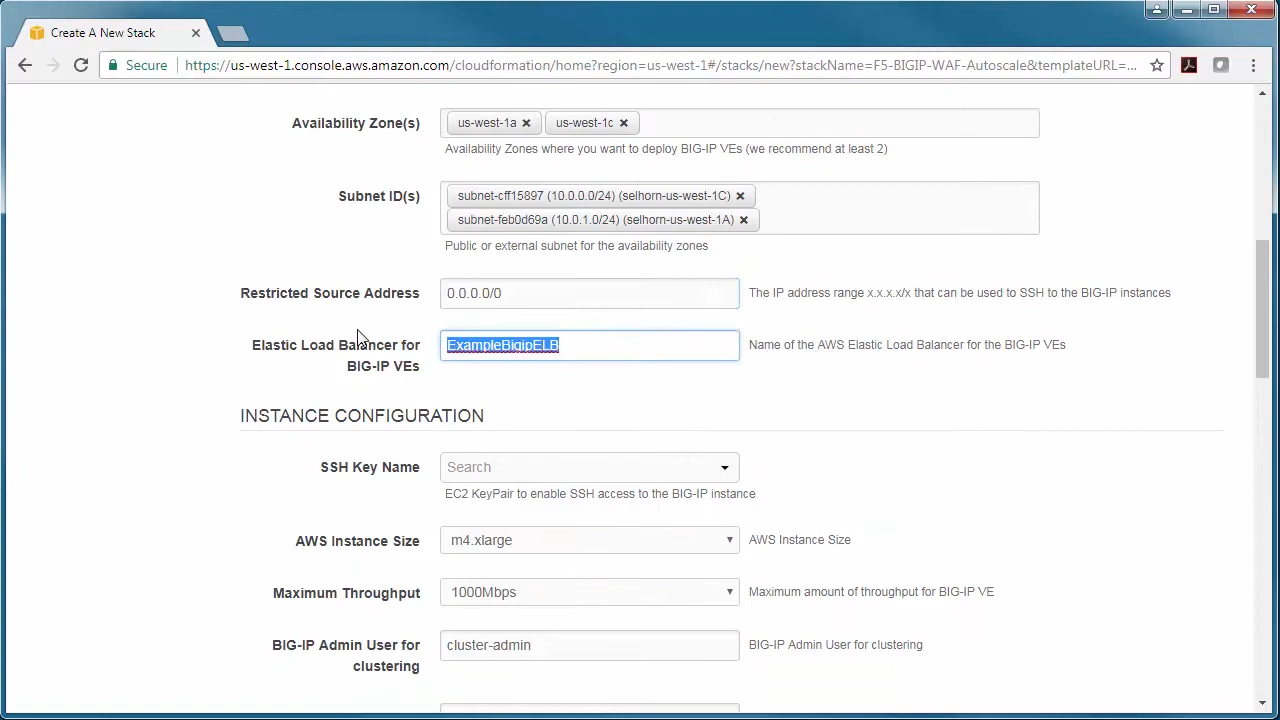 Create A New Stack
Secure https://us-west-1.console.aws.amazon.com/cloudformation/home?region=us-west-1#/stacks/new?stackName=F5-BIGIP-WAF-Autoscale&templateURL=...
Availability Zone(s) us-west-1a us-west-1c
Availability Zones where you want to deploy BIG-IP VEs (we recommend at least 2)
Subnet ID(s) subnet-cff15897 (10.0.0.0/24) (selhorn-us-west-1C)
subnet-feb0d69a (10.0.1.0/24) (selhorn-us-west-1A)
Public or external subnet for the availability zones
Restricted Source Address 0.0.0.0/0 The IP address range x.x.x.x/x that can be used to SSH to the BIG-IP instances
Elastic Load Balancer for ExampleBigipELB Name of the AWS Elastic Load Balancer for the BIG-IP VEs
BIG-IP VEs
INSTANCE CONFIGURATION
SSH Key Name Search
EC2 KeyPair to enable SSH access to the BIG-IP instance
AWS Instance Size m4.xlarge AWS Instance Size
Maximum Throughput 1000Mbps Maximum amount of throughput for BIG-IP VE
BIG-IP Admin User for cluster-admin BIG-IP Admin User for clustering
clustering